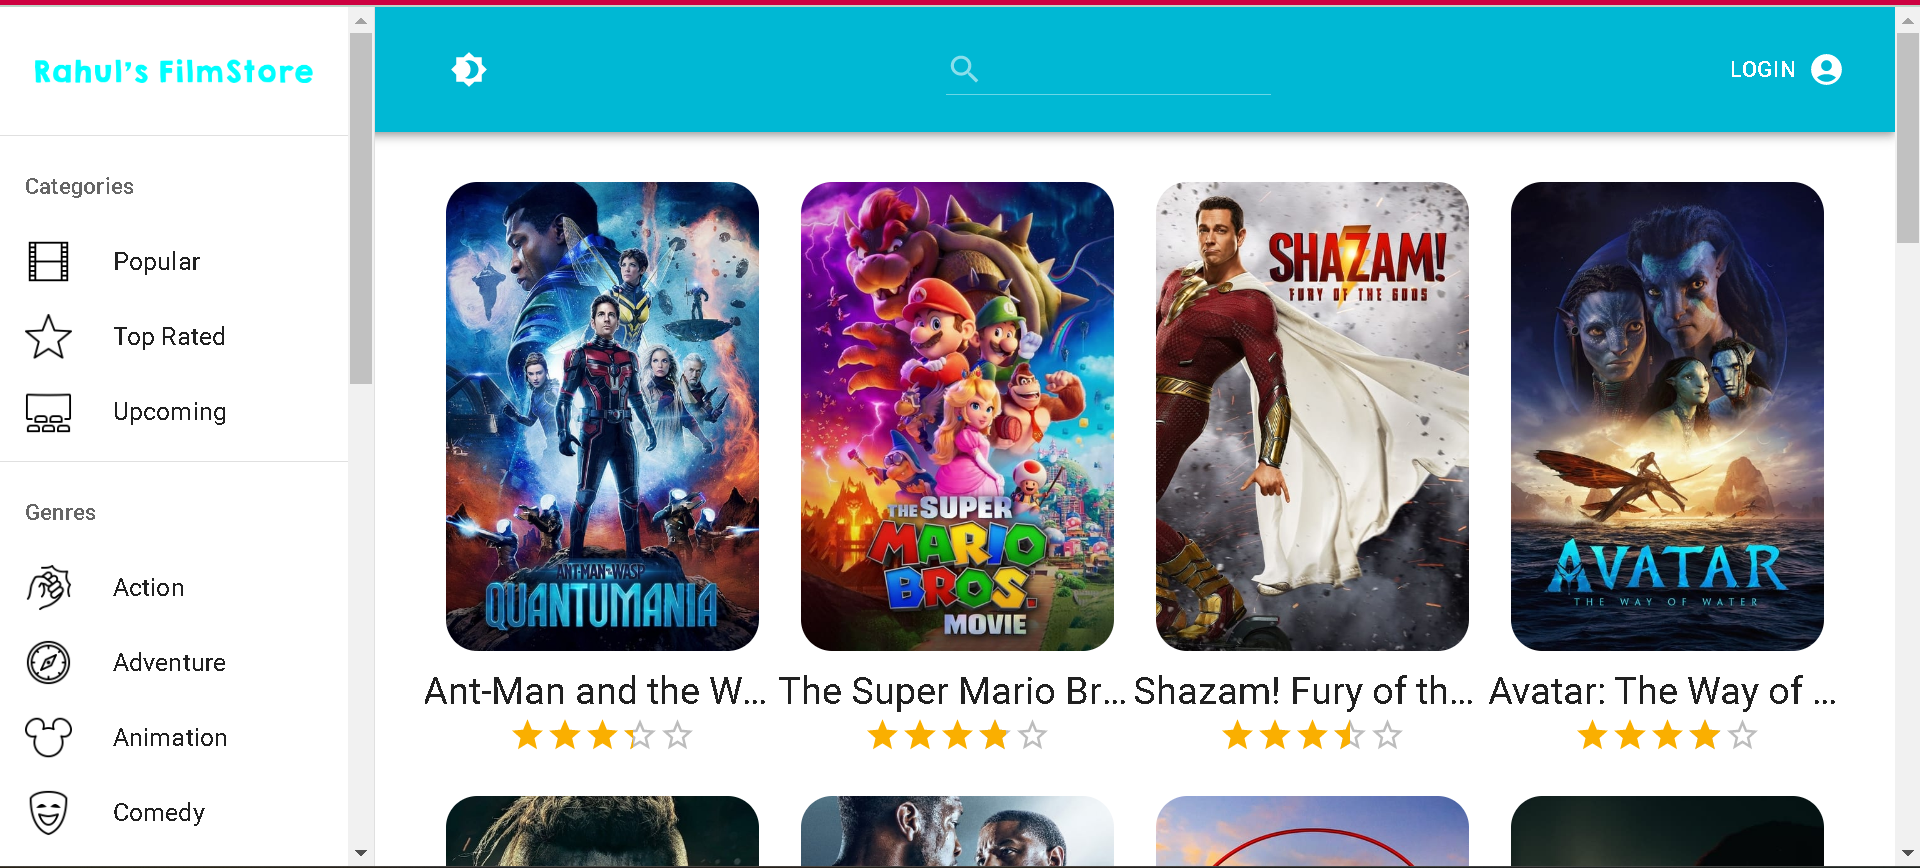 Rahul's FilmStore
LOGIN
Categories
Popular
Top Rated
Upcoming
Genres
Action
Adventure
Animation
Comedy
ANT-MAN AND THE WASP
QUANTUMANIA
THE SUPER
MARIO
BROS.
MOVIE
SHAZAM!
FURY OF THE GODS
AVATAR
THE WAY OF WATER
Ant-Man and the W...
The Super Mario Br...
Shazam! Fury of th...
Avatar: The Way of ...